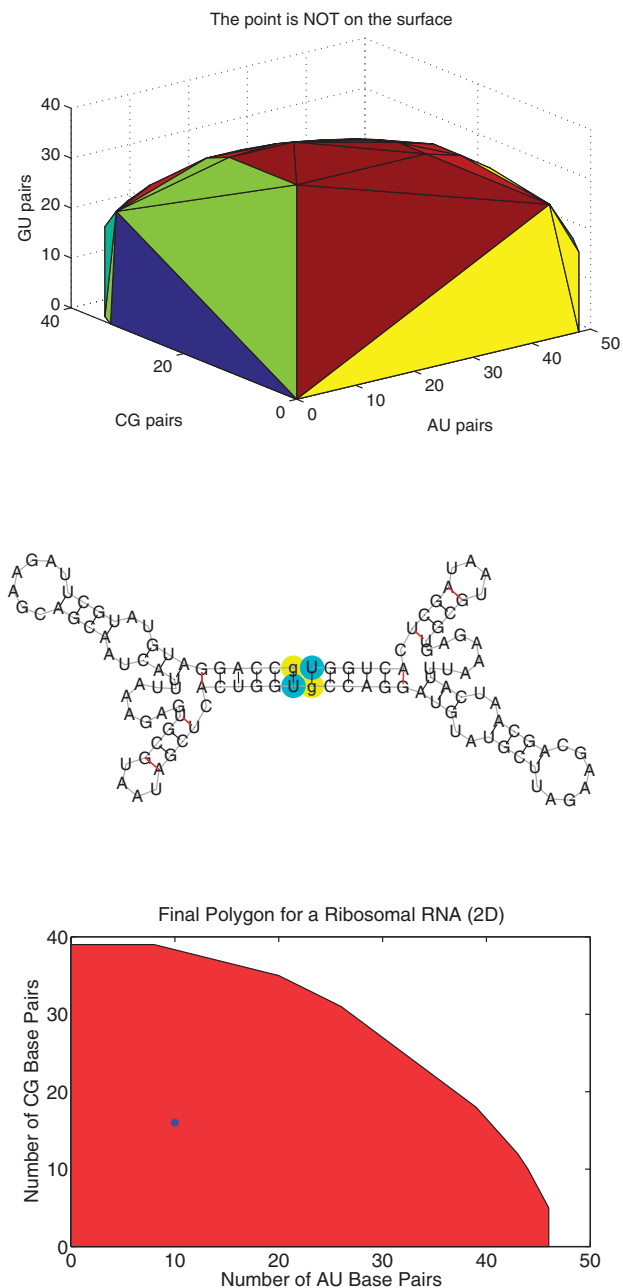 The point is NOT on the surface
40
30
20
10
0
GU pairs
40
20
0
CG pairs
0
10
20
30
40
50
AU pairs
GGACCgUGGUCA
ACUGGUgCCAGG
Final Polygon for a Ribosomal RNA (2D)
40
30
20
10
0
Number of CG Base Pairs
0 10 20 30 40 50
Number of AU Base Pairs